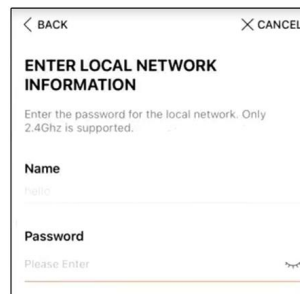 BACK
CANCEL
ENTER LOCAL NETWORK
INFORMATION
Enter the password for the local network. Only
2.4Ghz is supported.
Name
hello
Password
Please Enter